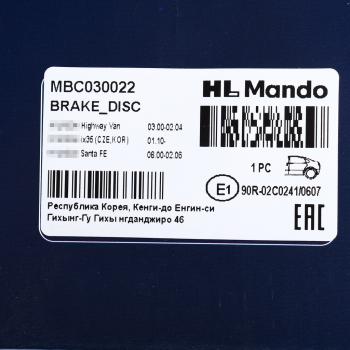 MBC030022
BRAKE_DISC
HL Mando
Highway Van 03.00-02.04
ix35 (CZE,KOR) 01.10-
Santa FE 06.00-02.06
1 PC
E1
90R-02C0241/0607
EAC
Республика Корея, Кенги-до Енгин-си
Гихынг-Гу Гихы нгданджиро 46